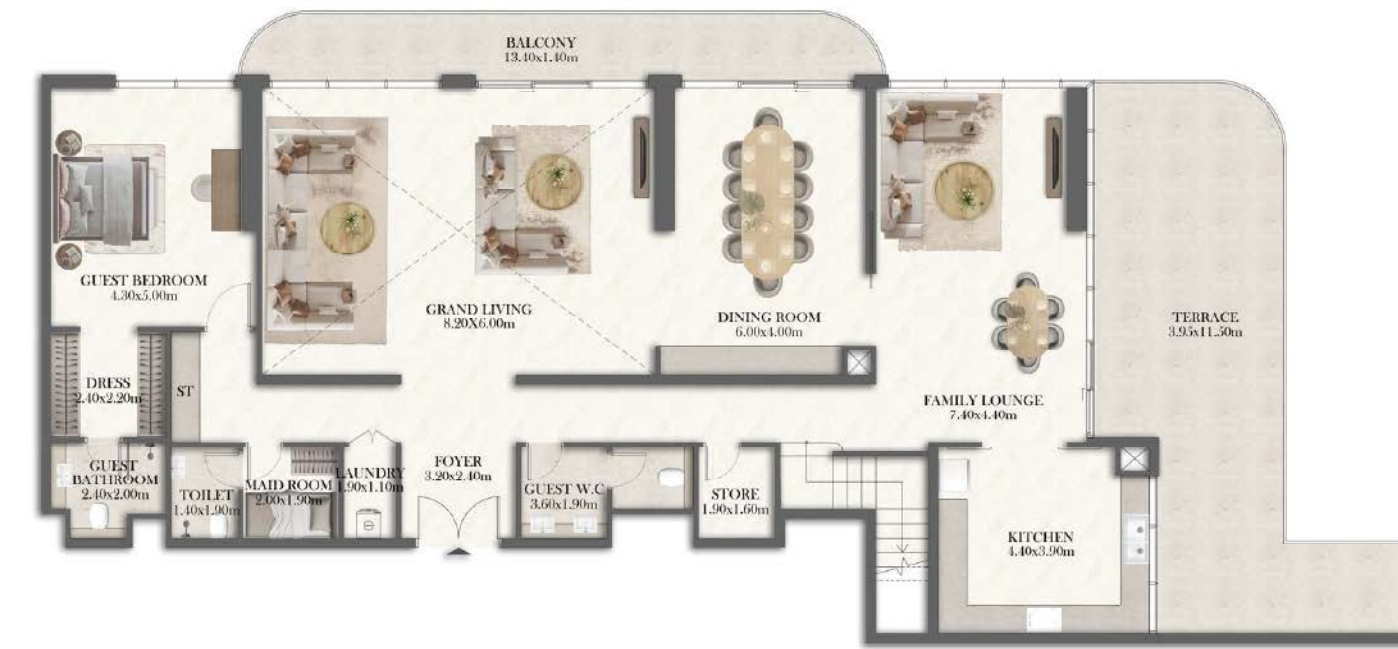 BALCONY
13.40x1.40m
GUEST BEDROOM
4.30x5.00m
GRAND LIVING
8.20X6.00m
DINING ROOM
6.00x4.00m
TERRACE
3.95x11.50m
DRESS
2.40x2.20m
ST
FAMILY LOUNGE
7.40x4.40m
GUEST
BATHROOM
2.40x2.00m
TOILET
1.40x1.90m
MAID ROOM
2.00x1.90m
LAUNDRY
1.90x1.10m
FOYER
3.20x2.40m
GUEST W.C
3.60x1.90m
STORE
1.90x1.60m
KITCHEN
4.40x3.90m